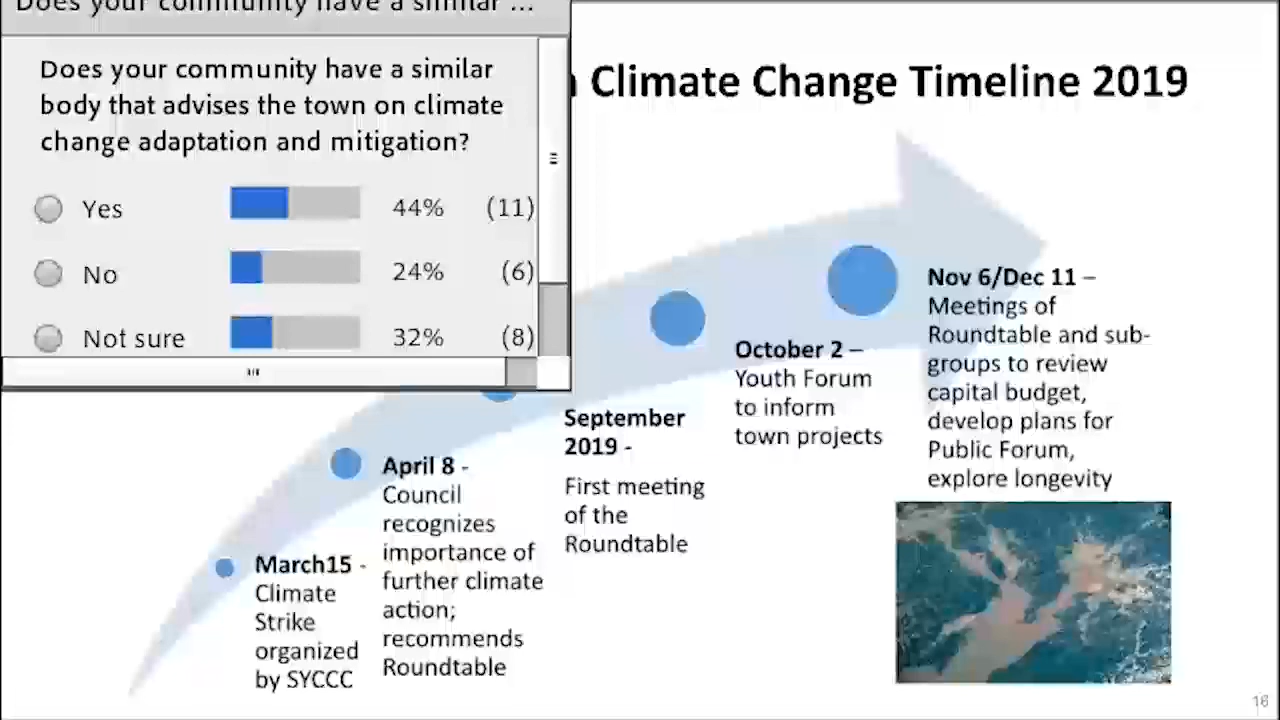 Does your community have a similar ...
Does your community have a similar
body that advises the town on climate
change adaptation and mitigation?
Yes 44% (11)
No 24% (6)
Not sure 32% (8)
Climate Change Timeline 2019
March15 -
Climate
Strike
organized
by SYCCC
April 8 -
Council
recognizes
importance of
further climate
action;
recommends
Roundtable
September
2019 -
First meeting
of the
Roundtable
October 2 –
Youth Forum
to inform
town projects
Nov 6/Dec 11 –
Meetings of
Roundtable and sub-
groups to review
capital budget,
develop plans for
Public Forum,
explore longevity
16